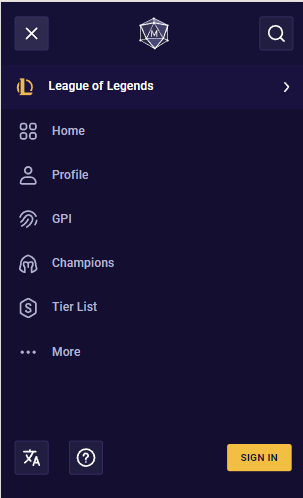 League of Legends
Home
Profile
GPI
Champions
Tier List
More
SIGN IN